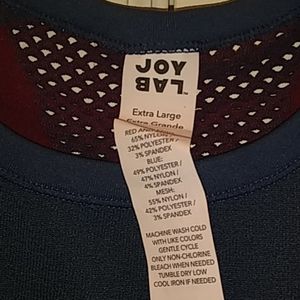 JOY
LAB
™
Extra Large
Extra Grande
RED AND
65% NYLON /
32% POLYESTER /
3% SPANDEX
BLUE:
49% POLYESTER /
47% NYLON /
4% SPANDEX
MESH:
55% NYLON /
42% POLYESTER /
3% SPANDEX
MACHINE WASH COLD
WITH LIKE COLORS
GENTLE CYCLE
ONLY NON-CHLORINE
BLEACH WHEN NEEDED
TUMBLE DRY LOW
COOL IRON IF NEEDED